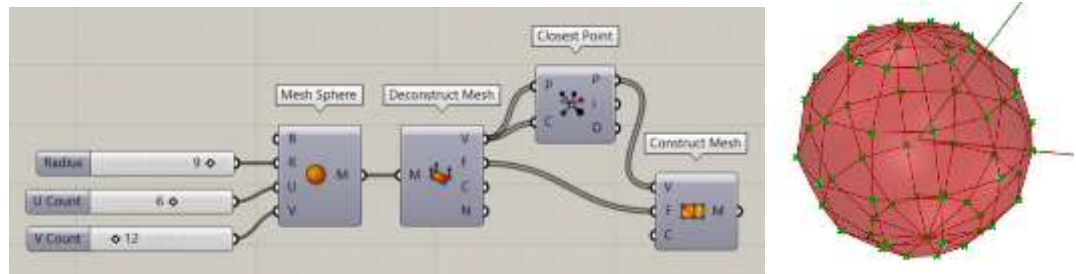 Closest Point
Mesh Sphere
Deconstruct Mesh
Construct Mesh
P P
C i
D
B
R
U M
V
M V
F
C
N
V
F M
C
Radius 9
U Count 6
V Count 12